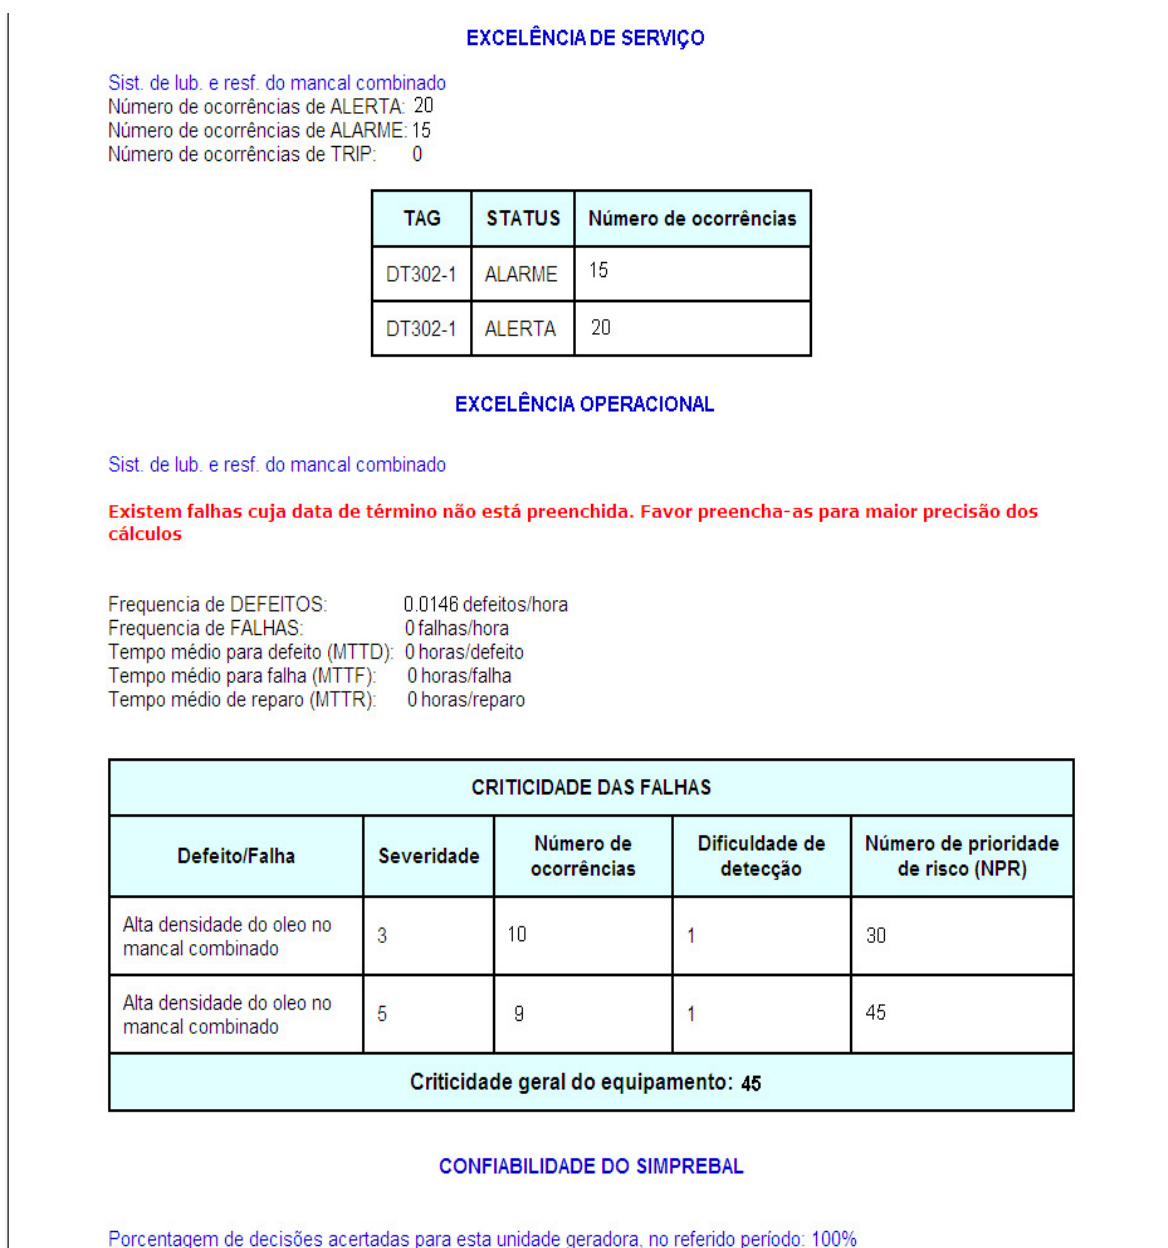 EXCELÊNCIA DE SERVIÇO
Sist. de lub. e resf. do mancal combinado
Número de ocorrências de ALERTA: 20
Número de ocorrências de ALARME: 15
Número de ocorrências de TRIP: 0
TAG STATUS Número de ocorrências
DT302-1 ALARME 15
DT302-1 ALERTA 20
EXCELÊNCIA OPERACIONAL
Sist. de lub. e resf. do mancal combinado
Existem falhas cuja data de término não está preenchida. Favor preencha-as para maior precisão dos
cálculos
Frequencia de DEFEITOS: 0.0146 defeitos/hora
Frequencia de FALHAS: 0 falhas/hora
Tempo médio para defeito (MTTD): 0 horas/defeito
Tempo médio para falha (MTTF): 0 horas/falha
Tempo médio de reparo (MTTR): 0 horas/reparo
CRITICIDADE DAS FALHAS
Defeito/Falha Severidade Número de ocorrências Dificuldade de detecção Número de prioridade de risco (NPR)
Alta densidade do oleo no mancal combinado 3 10 1 30
Alta densidade do oleo no mancal combinado 5 9 1 45
Criticidade geral do equipamento: 45
CONFIABILIDADE DO SIMPREBAL
Porcentagem de decisões acertadas para esta unidade geradora, no referido período: 100%